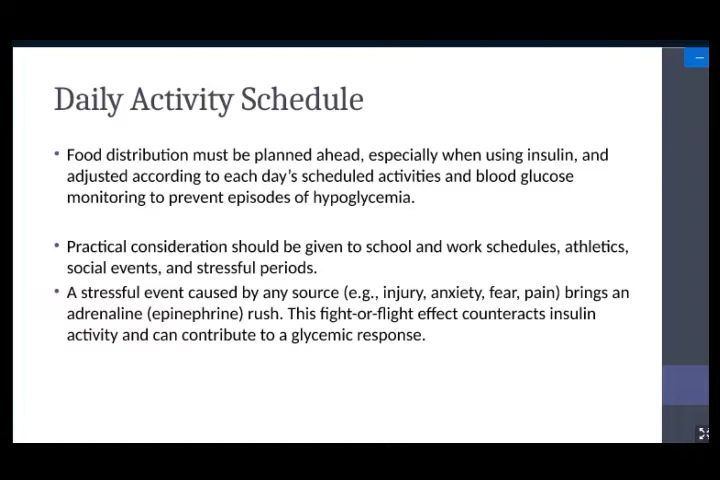 Daily Activity Schedule
• Food distribution must be planned ahead, especially when using insulin, and
adjusted according to each day’s scheduled activities and blood glucose
monitoring to prevent episodes of hypoglycemia.
• Practical consideration should be given to school and work schedules, athletics,
social events, and stressful periods.
• A stressful event caused by any source (e.g., injury, anxiety, fear, pain) brings an
adrenaline (epinephrine) rush. This fight-or-flight effect counteracts insulin
activity and can contribute to a glycemic response.